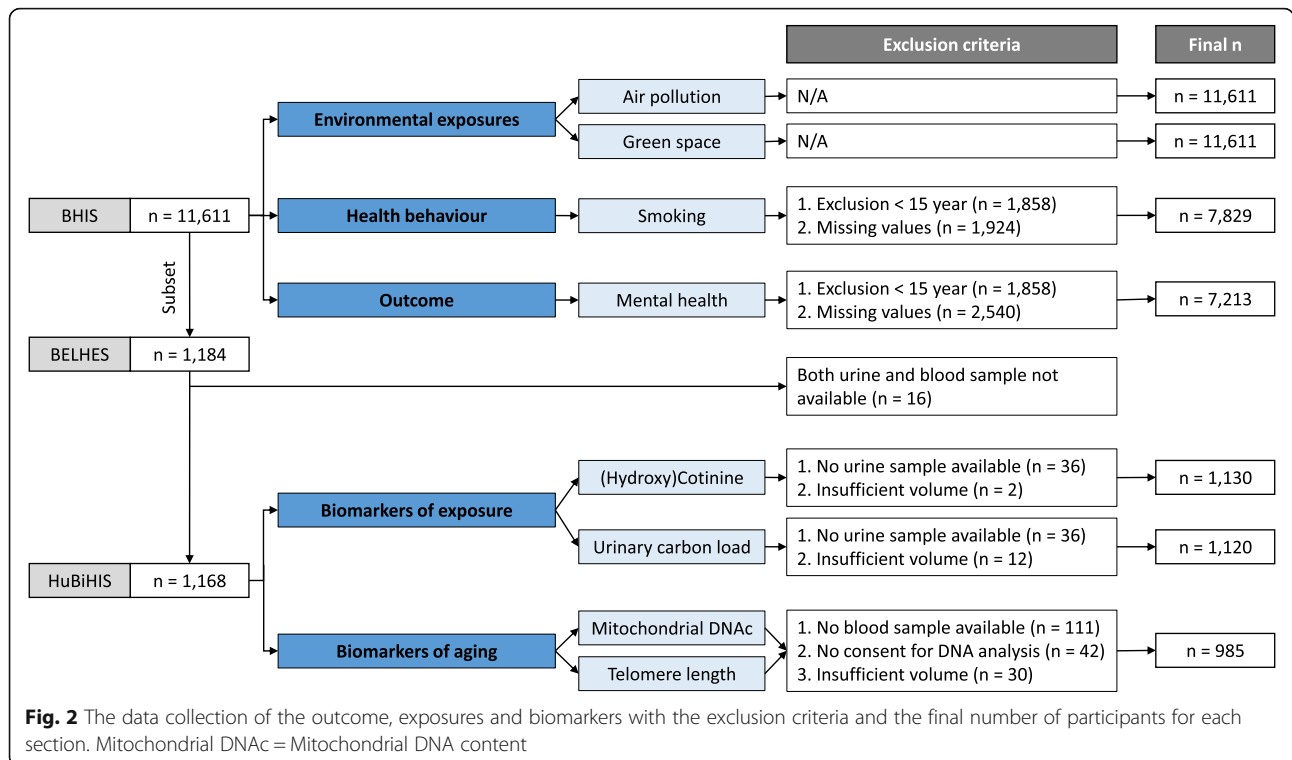 Exclusion criteria
Final n
Air pollution
N/A
n = 11,611
Environmental exposures
Green space
N/A
n = 11,611
BHIS
n = 11,611
Health behaviour
Smoking
1. Exclusion < 15 year (n = 1,858)
2. Missing values (n = 1,924)
n = 7,829
Subset
Outcome
Mental health
1. Exclusion < 15 year (n = 1,858)
2. Missing values (n = 2,540)
n = 7,213
BELHES
n = 1,184
Both urine and blood sample not
available (n = 16)
(Hydroxy)Cotinine
1. No urine sample available (n = 36)
2. Insufficient volume (n = 2)
n = 1,130
Biomarkers of exposure
Urinary carbon load
1. No urine sample available (n = 36)
2. Insufficient volume (n = 12)
n = 1,120
HuBiHIS
n = 1,168
Biomarkers of aging
Mitochondrial DNAc
Telomere length
1. No blood sample available (n = 111)
2. No consent for DNA analysis (n = 42)
3. Insufficient volume (n = 30)
n = 985
Fig. 2 The data collection of the outcome, exposures and biomarkers with the exclusion criteria and the final number of participants for each
section. Mitochondrial DNAc = Mitochondrial DNA content